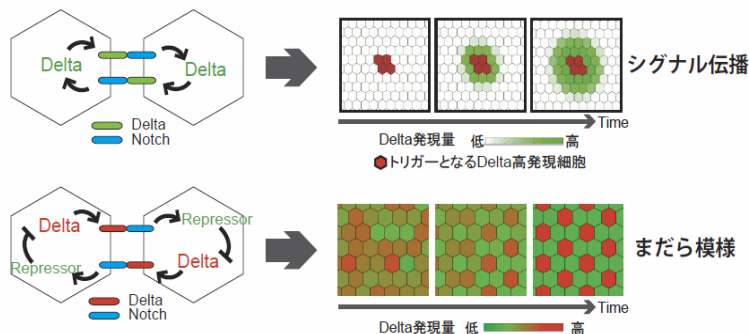 Delta
Delta
Delta
Notch
シグナル伝播
Time
Delta発現量 低 高
トリガーとなるDelta高発現細胞
Delta
Repressor
Repressor
Delta
Delta
Notch
まだら模様
Time
Delta発現量 低 高